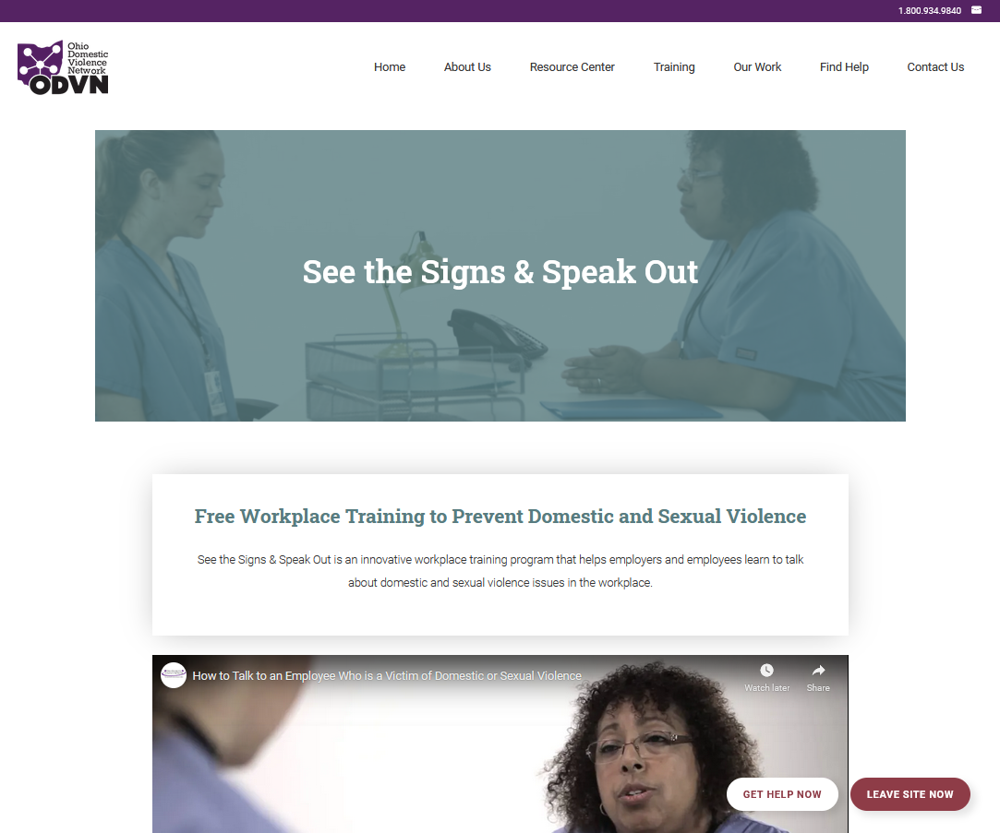 1.800.934.9840
Ohio
Domestic
Violence
Network
ODVN
Home
About Us
Resource Center
Training
Our Work
Find Help
Contact Us
See the Signs & Speak Out
Free Workplace Training to Prevent Domestic and Sexual Violence
See the Signs & Speak Out is an innovative workplace training program that helps employers and employees learn to talk
about domestic and sexual violence issues in the workplace.
How to Talk to an Employee Who is a Victim of Domestic or Sexual Violence
Watch later
Share
GET HELP NOW
LEAVE SITE NOW